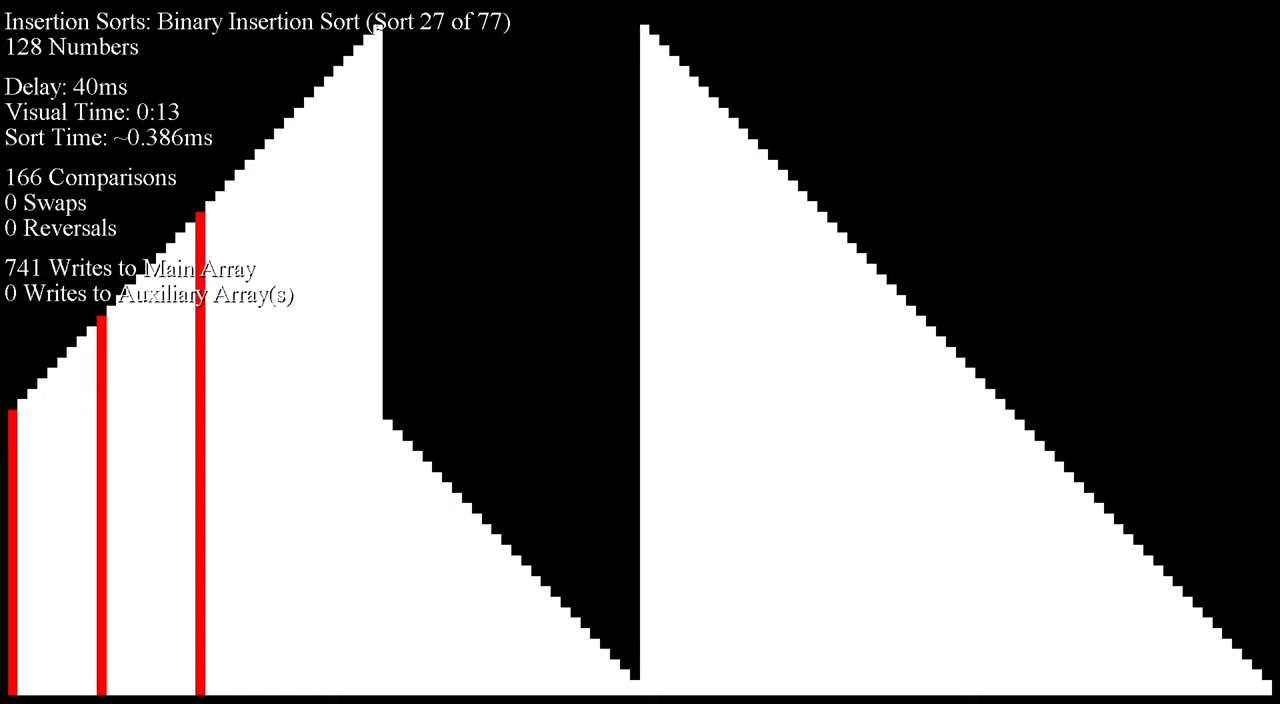 Insertion Sorts: Binary Insertion Sort (Sort 27 of 77)
128 Numbers
Delay: 40ms
Visual Time: 0:13
Sort Time: ~0.386ms
166 Comparisons
0 Swaps
0 Reversals
741 Writes to Main Array
0 Writes to Auxiliary Array(s)